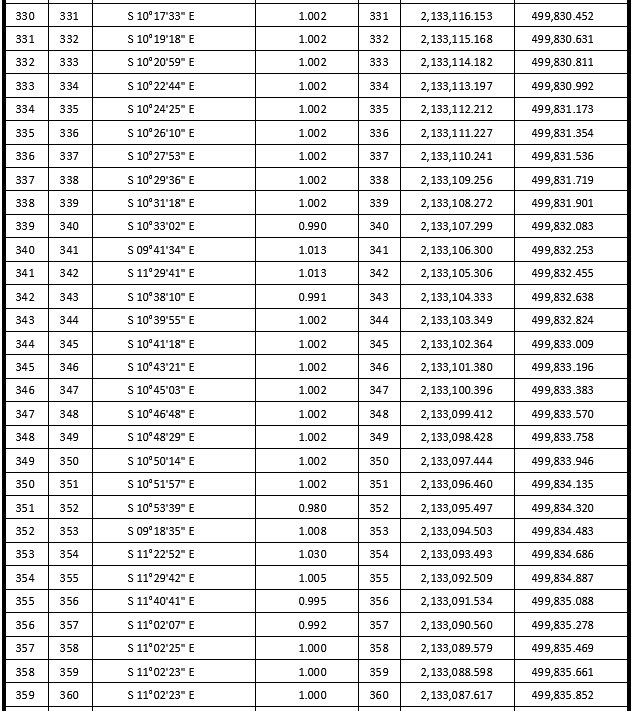 330 331 S 10°17'33" E 1.002 331 2,133,116.153 499,830.452
331 332 S 10°19'18" E 1.002 332 2,133,115.168 499,830.631
332 333 S 10°20'59" E 1.002 333 2,133,114.182 499,830.811
333 334 S 10°22'44" E 1.002 334 2,133,113.197 499,830.992
334 335 S 10°24'25" E 1.002 335 2,133,112.212 499,831.173
335 336 S 10°26'10" E 1.002 336 2,133,111.227 499,831.354
336 337 S 10°27'53" E 1.002 337 2,133,110.241 499,831.536
337 338 S 10°29'36" E 1.002 338 2,133,109.256 499,831.719
338 339 S 10°31'18" E 1.002 339 2,133,108.272 499,831.901
339 340 S 10°33'02" E 0.990 340 2,133,107.299 499,832.083
340 341 S 09°41'34" E 1.013 341 2,133,106.300 499,832.253
341 342 S 11°29'41" E 1.013 342 2,133,105.306 499,832.455
342 343 S 10°38'10" E 0.991 343 2,133,104.333 499,832.638
343 344 S 10°39'55" E 1.002 344 2,133,103.349 499,832.824
344 345 S 10°41'18" E 1.002 345 2,133,102.364 499,833.009
345 346 S 10°43'21" E 1.002 346 2,133,101.380 499,833.196
346 347 S 10°45'03" E 1.002 347 2,133,100.396 499,833.383
347 348 S 10°46'48" E 1.002 348 2,133,099.412 499,833.570
348 349 S 10°48'29" E 1.002 349 2,133,098.428 499,833.758
349 350 S 10°50'14" E 1.002 350 2,133,097.444 499,833.946
350 351 S 10°51'57" E 1.002 351 2,133,096.460 499,834.135
351 352 S 10°53'39" E 0.980 352 2,133,095.497 499,834.320
352 353 S 09°18'35" E 1.008 353 2,133,094.503 499,834.483
353 354 S 11°22'52" E 1.030 354 2,133,093.493 499,834.686
354 355 S 11°29'42" E 1.005 355 2,133,092.509 499,834.887
355 356 S 11°40'41" E 0.995 356 2,133,091.534 499,835.088
356 357 S 11°02'07" E 0.992 357 2,133,090.560 499,835.278
357 358 S 11°02'25" E 1.000 358 2,133,089.579 499,835.469
358 359 S 11°02'23" E 1.000 359 2,133,088.598 499,835.661
359 360 S 11°02'23" E 1.000 360 2,133,087.617 499,835.852